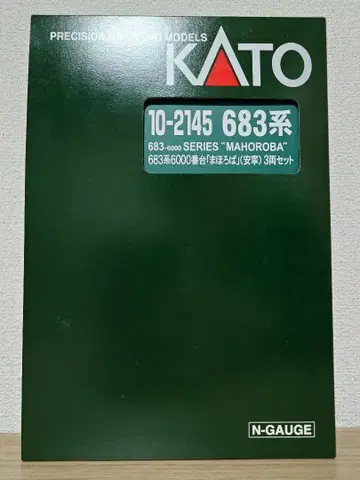 PRECISION RAILROAD MODELS
KATO
10-2145 683系
683-6000 SERIES "MAHOROBA"
683系6000番台「まほろば」(安寧) 3両セット
N-GAUGE